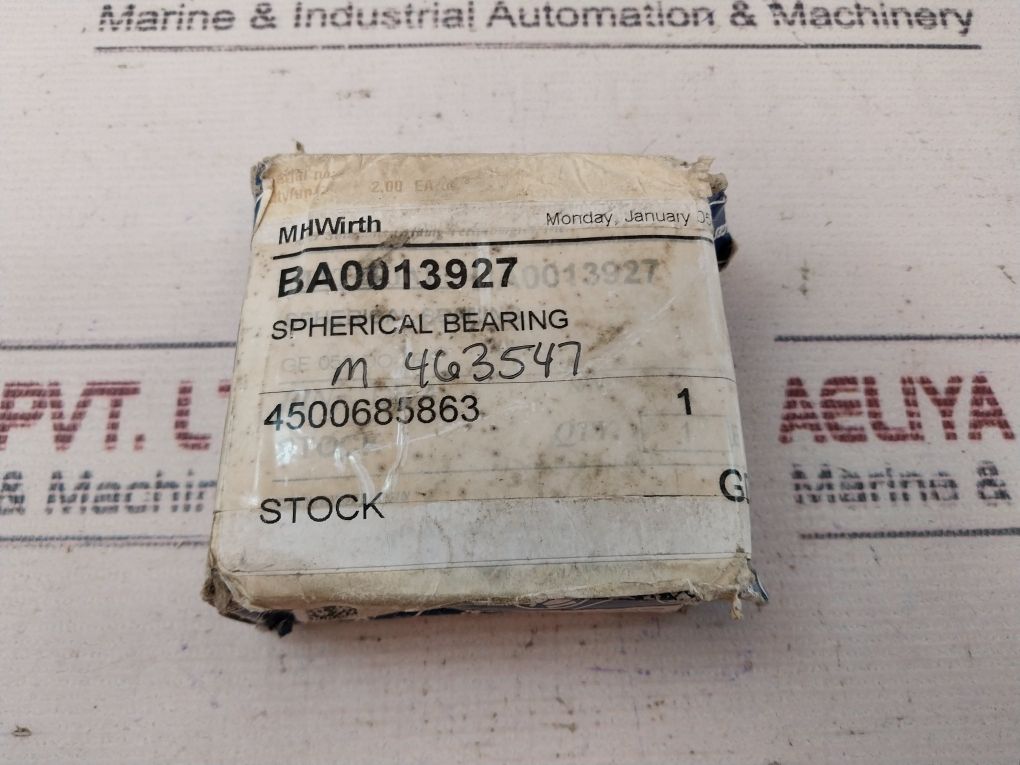 Marine & Industrial Automation & Machinery
2.00 EA
MHWirth Monday, January 05
BA0013927
0013927
SPHERICAL BEARING
M 463547
4500685863 1
STOCK
PVT. L
AELIYA
& Machin
Marine &